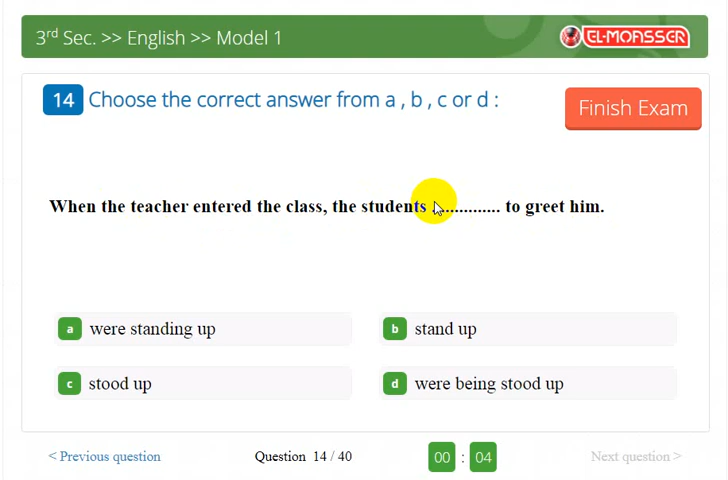 3rd Sec. >> English >> Model 1
EL-MOASSER
14 Choose the correct answer from a , b , c or d :
Finish Exam
When the teacher entered the class, the students .............. to greet him.
a were standing up
b stand up
c stood up
d were being stood up
< Previous question
Question 14 / 40
00 : 04
Next question >